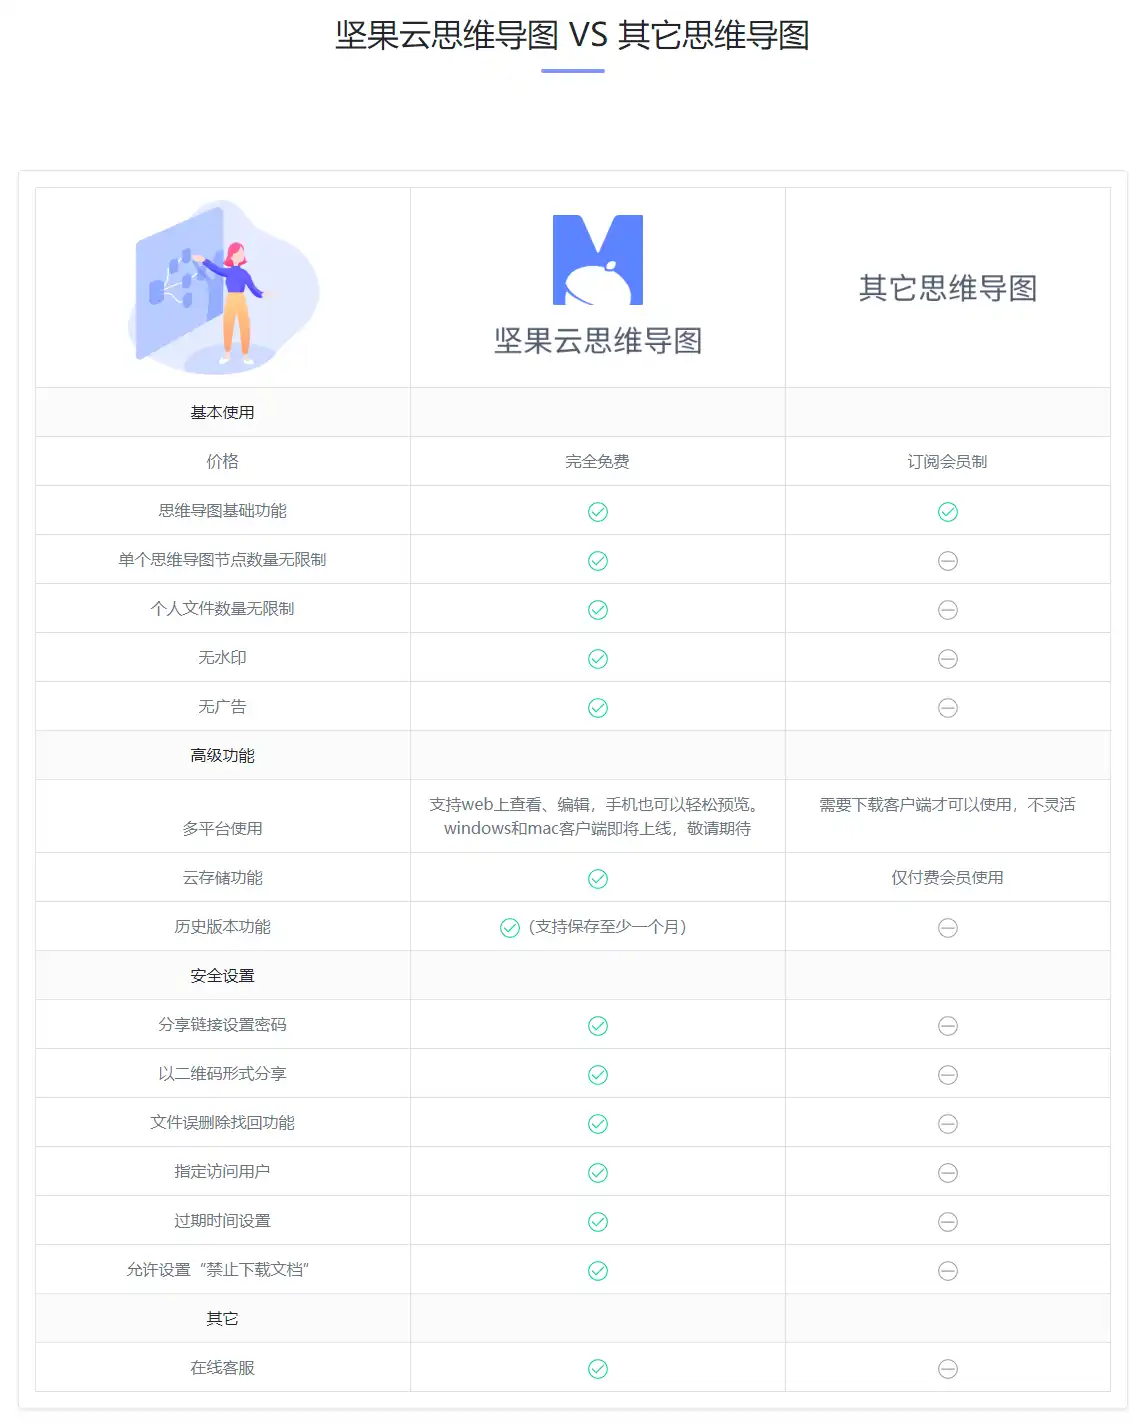 坚果云思维导图 VS 其它思维导图
坚果云思维导图
其它思维导图
基本使用
价格 完全免费 订阅会员制
思维导图基础功能
单个思维导图节点数量无限制
个人文件数量无限制
无水印
无广告
高级功能
多平台使用
支持web上查看、编辑，手机也可以轻松预览。
windows和mac客户端即将上线，敬请期待
需要下载客户端才可以使用，不灵活
云存储功能 仅付费会员使用
历史版本功能 (支持保存至少一个月)
安全设置
分享链接设置密码
以二维码形式分享
文件误删除找回功能
指定访问用户
过期时间设置
允许设置“禁止下载文档”
其它
在线客服